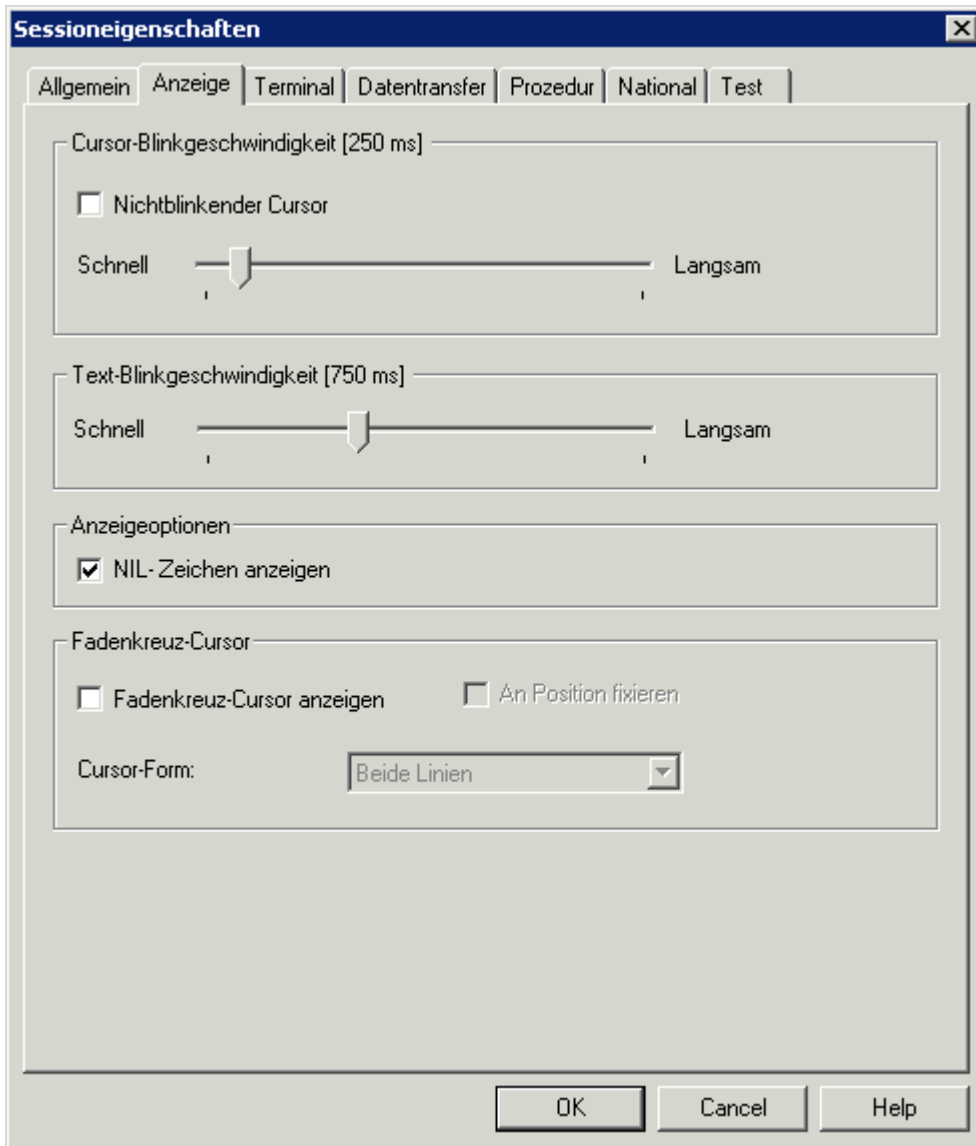 Sessioneigenschaften
Allgemein Anzeige Terminal Datentransfer Prozedur National Test
Cursor-Blinkgeschwindigkeit [250 ms]
Nichtblinkender Cursor
Schnell Langsam
Text-Blinkgeschwindigkeit [750 ms]
Schnell Langsam
Anzeigeoptionen
NIL- Zeichen anzeigen
Fadenkreuz-Cursor
Fadenkreuz-Cursor anzeigen An Position fixieren
Cursor-Form: Beide Linien
OK Cancel Help